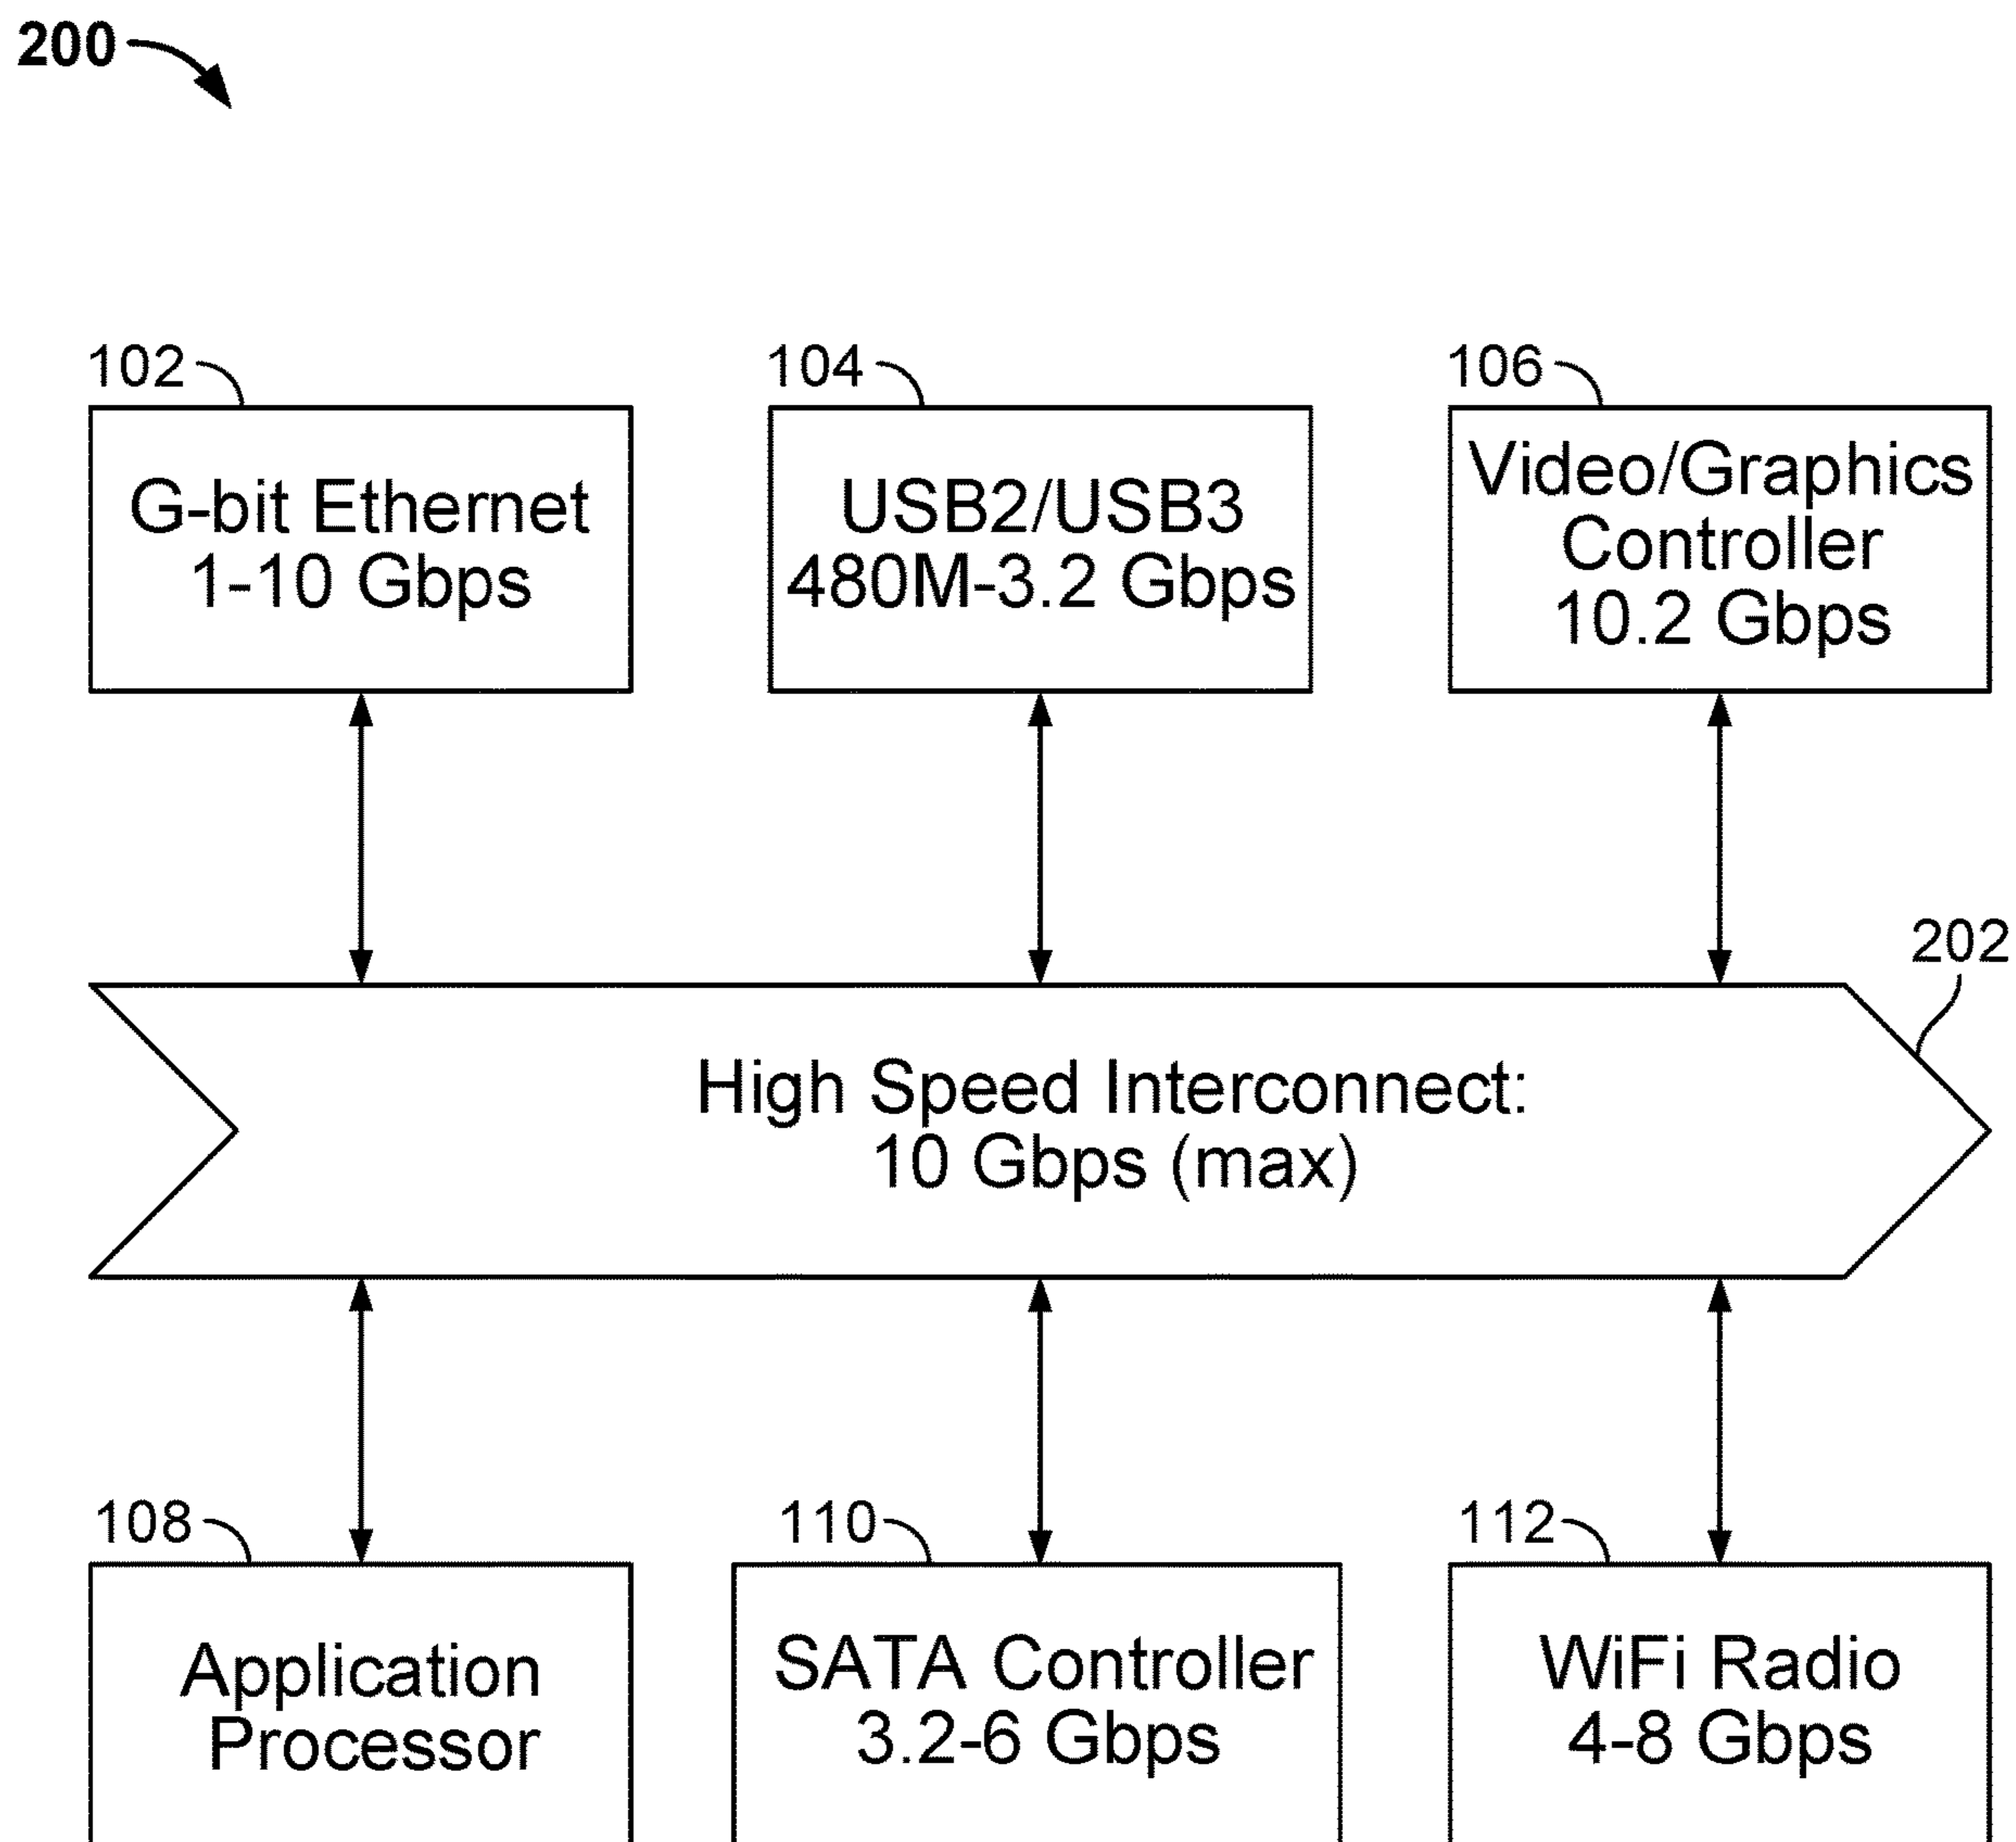 200
102
G-bit Ethernet
1-10 Gbps
104
USB2/USB3
480M-3.2 Gbps
106
Video/Graphics
Controller
10.2 Gbps
202
High Speed Interconnect:
10 Gbps (max)
108
Application
Processor
110
SATA Controller
3.2-6 Gbps
112
WiFi Radio
4-8 Gbps